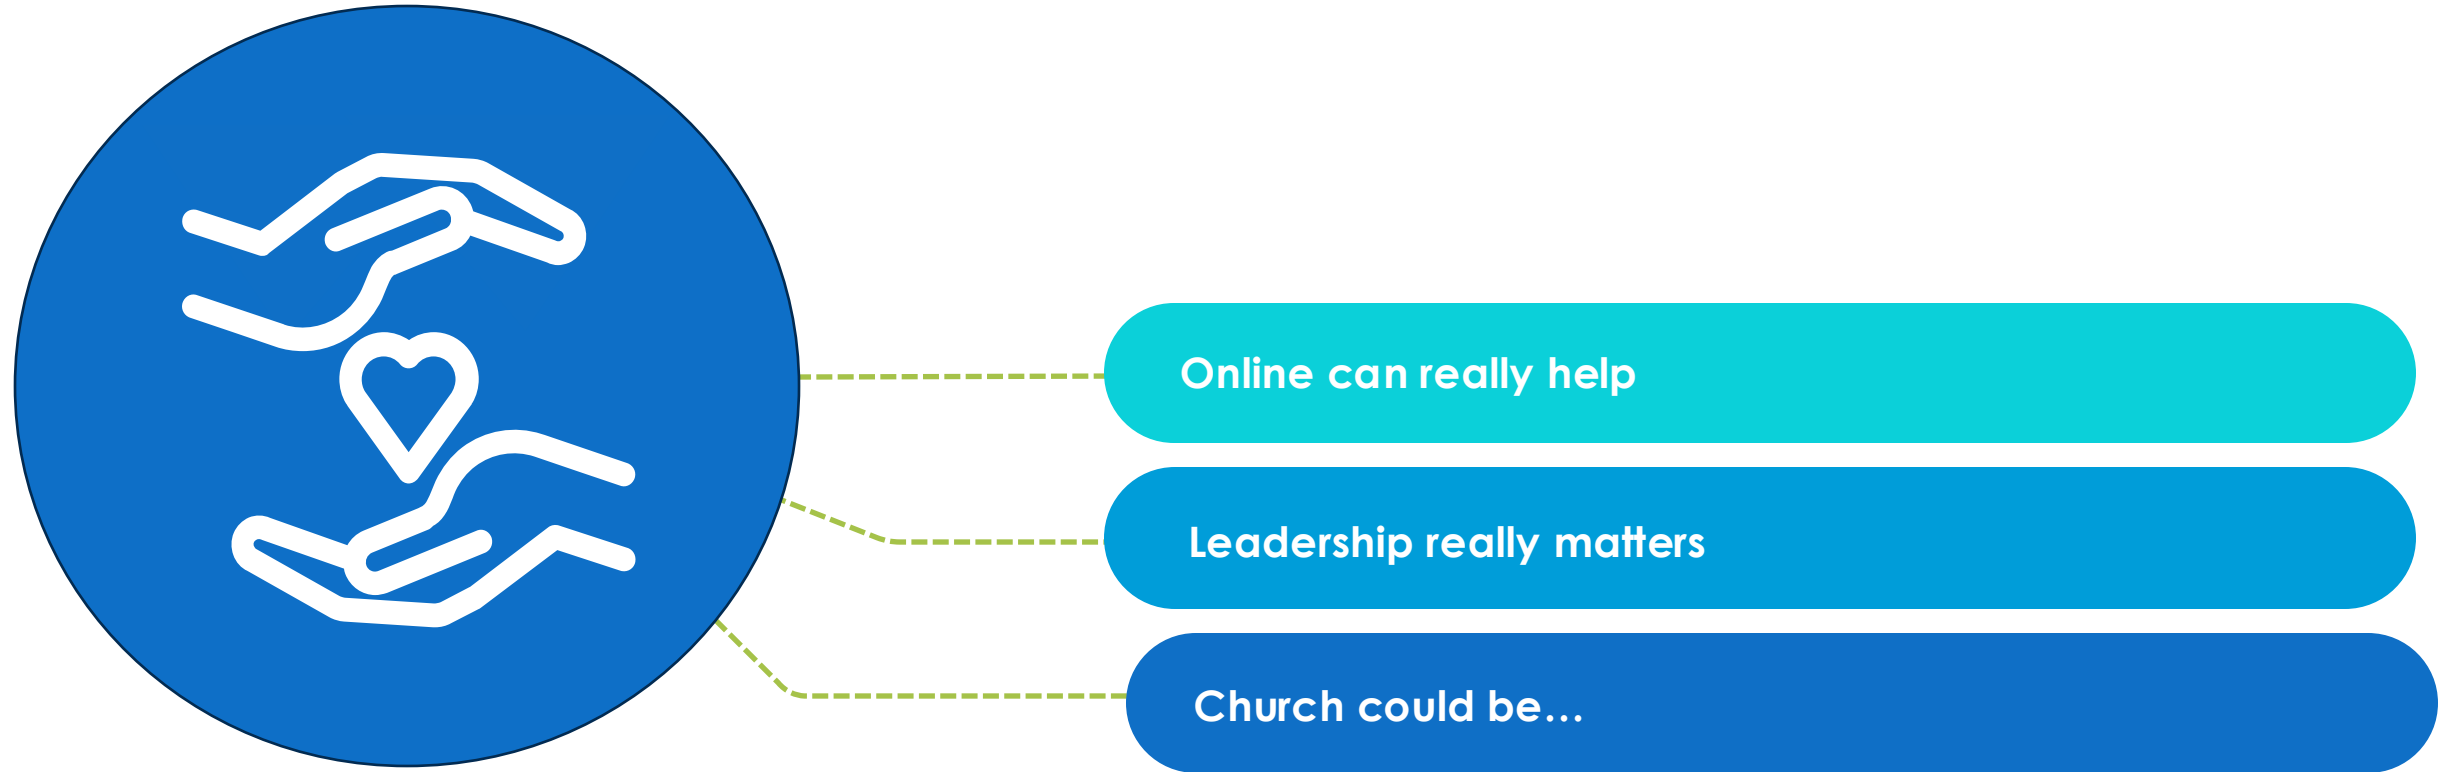 Online can really help
Leadership really matters
Church could be...